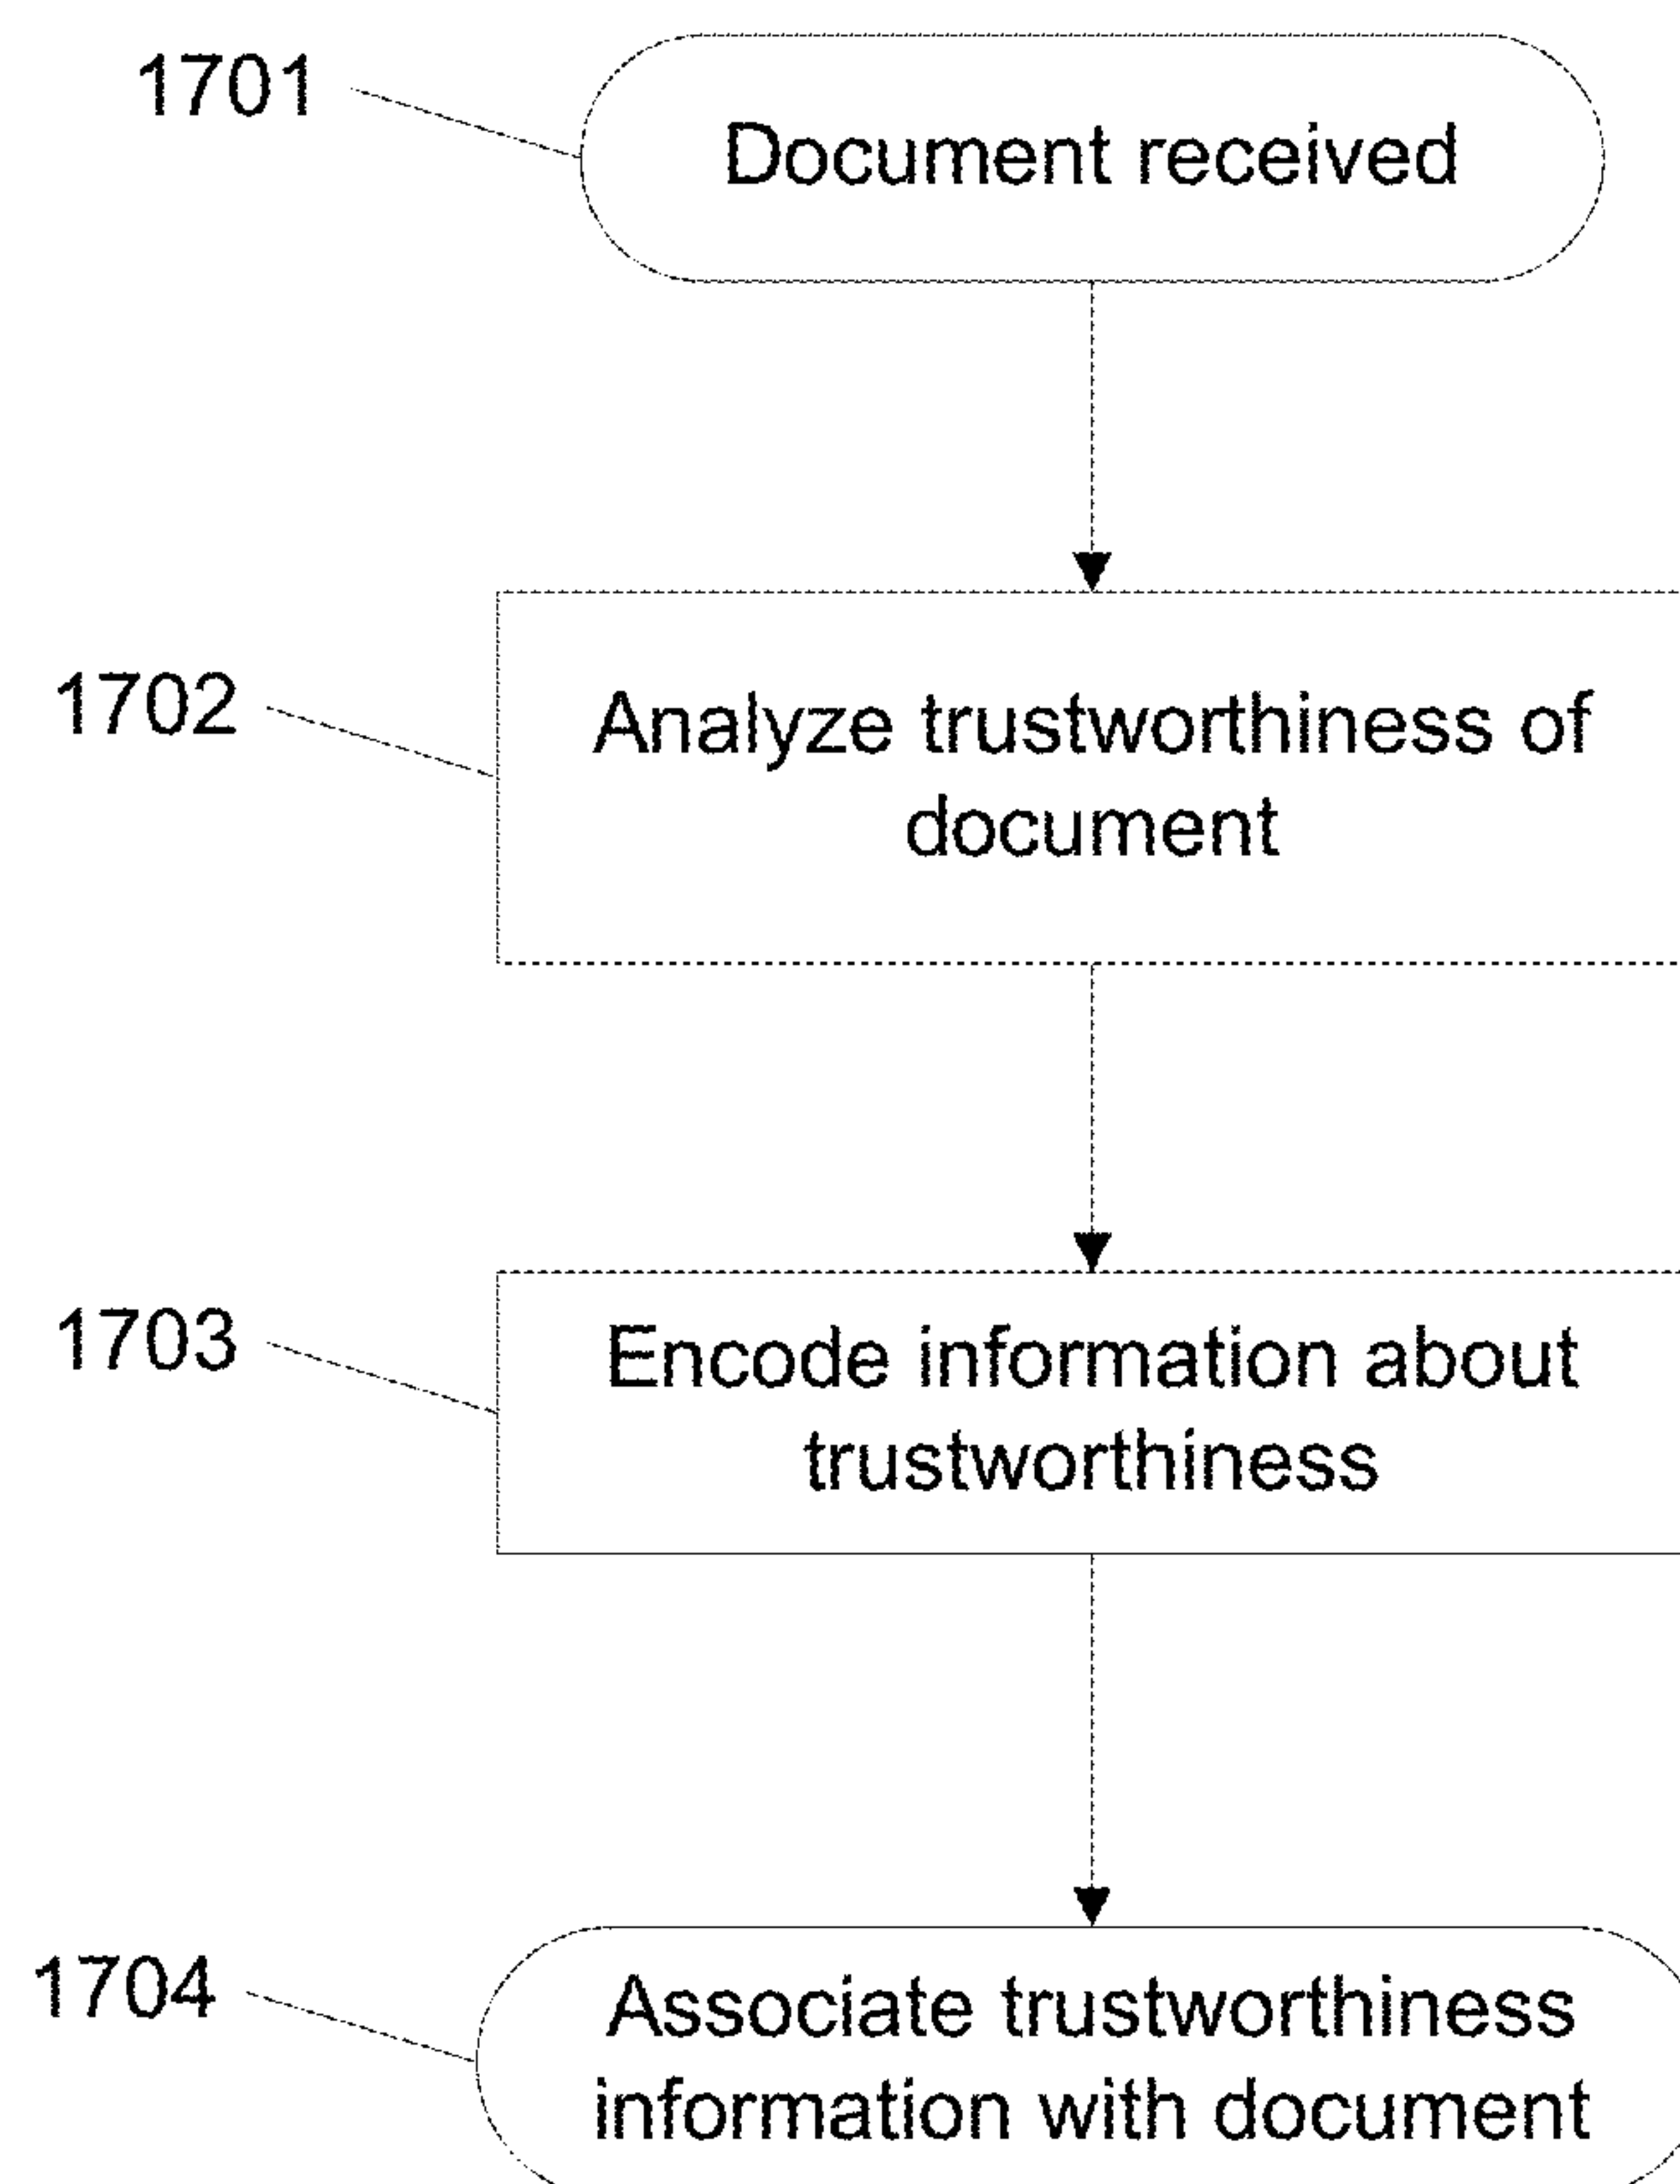 1701
Document received
1702
Analyze trustworthiness of
document
1703
Encode information about
trustworthiness
1704
Associate trustworthiness
information with document